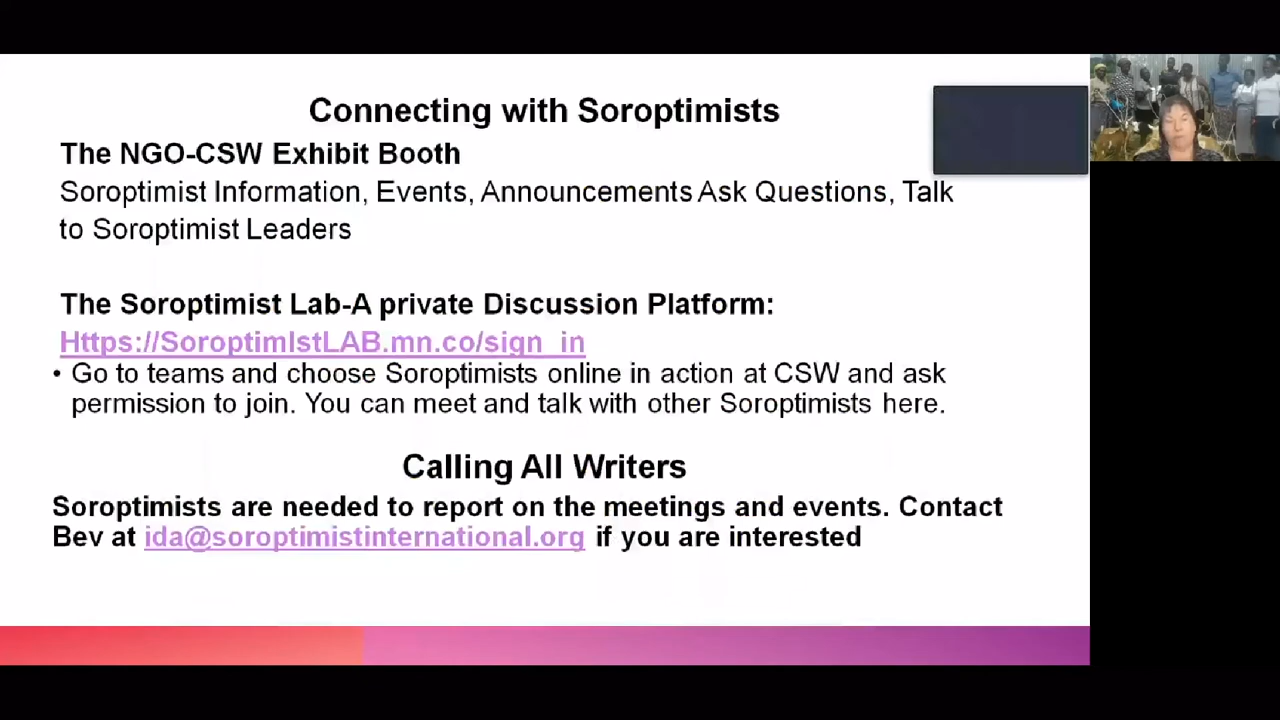 Connecting with Soroptimists
The NGO-CSW Exhibit Booth
Soroptimist Information, Events, Announcements Ask Questions, Talk
to Soroptimist Leaders
The Soroptimist Lab-A private Discussion Platform:
Https://SoroptimIstLAB.mn.co/sign_in
• Go to teams and choose Soroptimists online in action at CSW and ask
permission to join. You can meet and talk with other Soroptimists here.
Calling All Writers
Soroptimists are needed to report on the meetings and events. Contact
Bev at ida@soroptimistinternational.org if you are interested